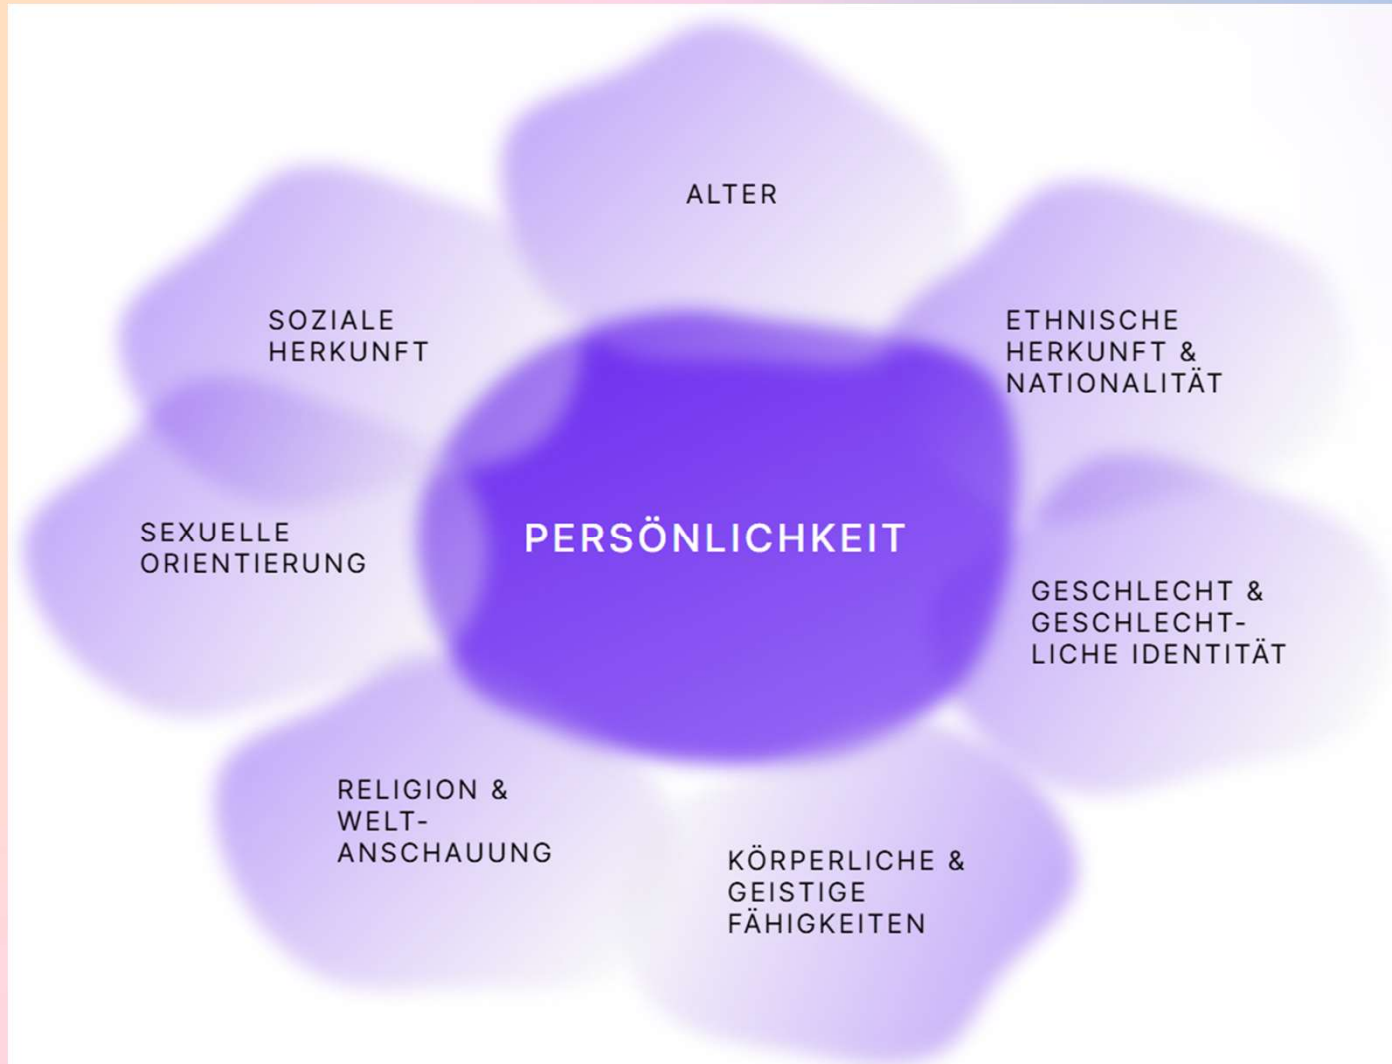 ALTER
SOZIALE
HERKUNFT
ETHNISCHE
HERKUNFT &
NATIONALITÄT
SEXUELLE
ORIENTIERUNG
PERSÖNLICHKEIT
GESCHLECHT &
GESCHLECHT-
LICHE IDENTITÄT
RELIGION &
WELT-
ANSCHAUUNG
KÖRPERLICHE &
GEISTIGE
FÄHIGKEITEN